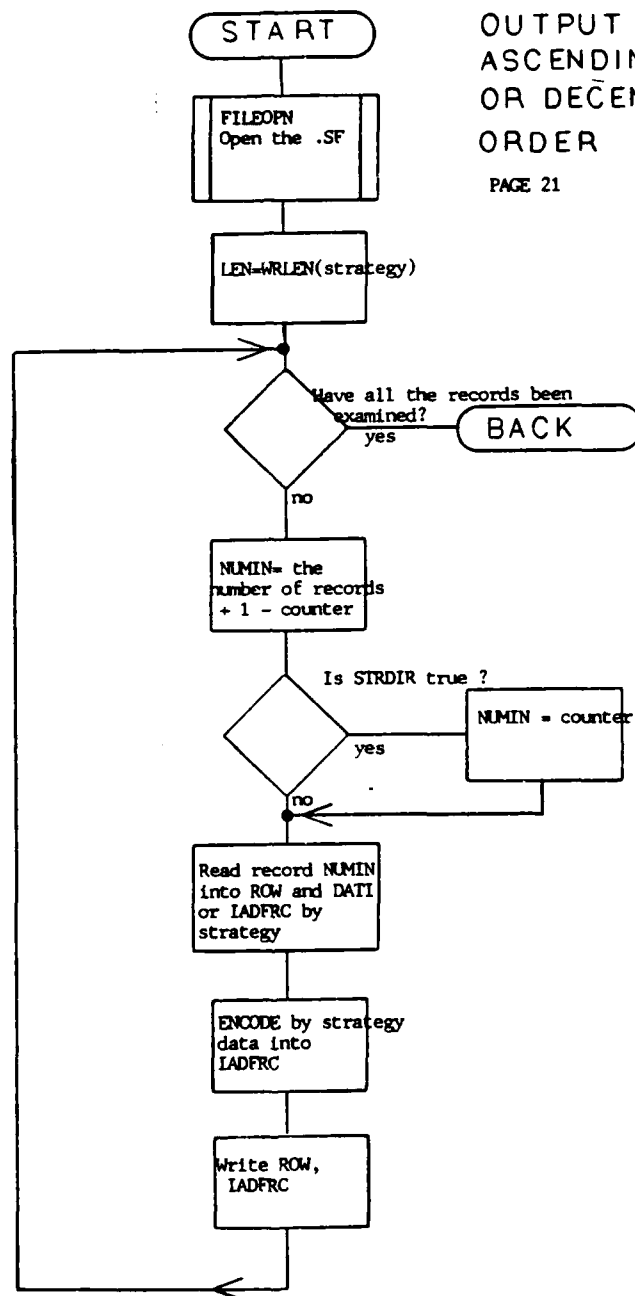 START
OUTPUT
ASCENDIN
OR DECEN
ORDER
PAGE 21
FILEOPN
Open the .SF
LEN=WRLEN(strategy)
Have all the records been
examined?
yes
BACK
no
NUMIN= the
number of records
+ 1 - counter
Is STRDIR true ?
yes
NUMIN = counter
no
Read record NUMIN
into ROW and DATI
or IADFRC by
strategy
ENCODE by strategy
data into
IADFRC
Write ROW,
IADFRC